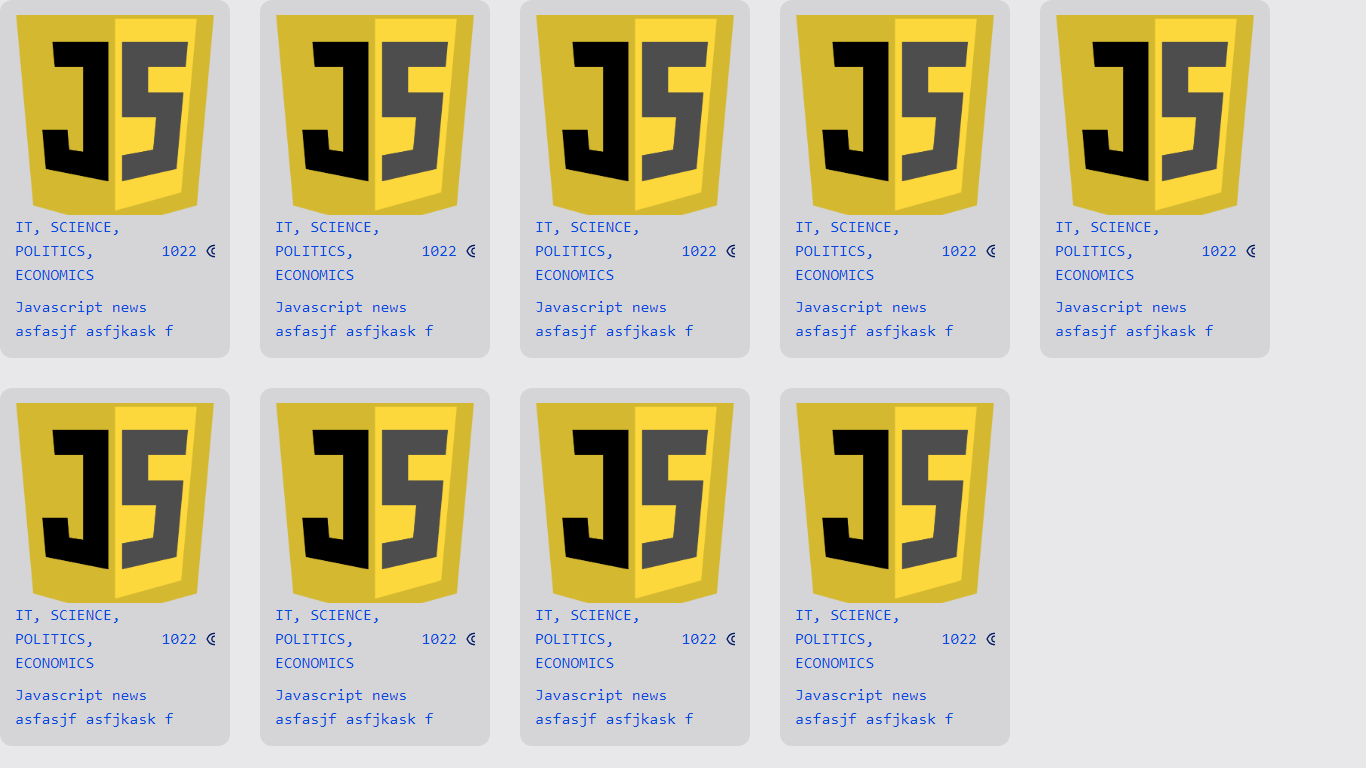 JS
IT, SCIENCE,
POLITICS,
ECONOMICS
1022
Javascript news
asfasjf asfjkask f
JS
IT, SCIENCE,
POLITICS,
ECONOMICS
1022
Javascript news
asfasjf asfjkask f
JS
IT, SCIENCE,
POLITICS,
ECONOMICS
1022
Javascript news
asfasjf asfjkask f
JS
IT, SCIENCE,
POLITICS,
ECONOMICS
1022
Javascript news
asfasjf asfjkask f
JS
IT, SCIENCE,
POLITICS,
ECONOMICS
1022
Javascript news
asfasjf asfjkask f
JS
IT, SCIENCE,
POLITICS,
ECONOMICS
1022
Javascript news
asfasjf asfjkask f
JS
IT, SCIENCE,
POLITICS,
ECONOMICS
1022
Javascript news
asfasjf asfjkask f
JS
IT, SCIENCE,
POLITICS,
ECONOMICS
1022
Javascript news
asfasjf asfjkask f
JS
IT, SCIENCE,
POLITICS,
ECONOMICS
1022
Javascript news
asfasjf asfjkask f